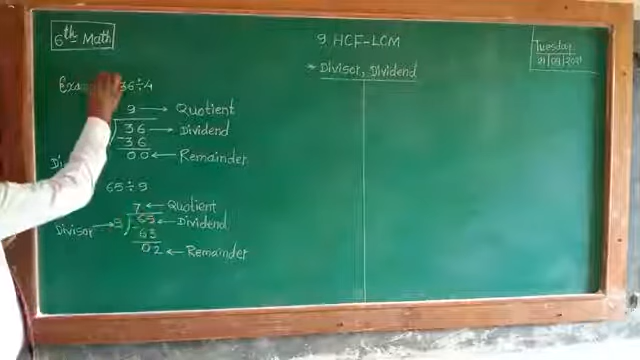 6th Math
9. HCF-LCM
Tuesday
21/09/2021
* Divisor, Dividend
36÷4
9 → Quotient
36 → Dividend
36
00 ← Remainder
65÷9
7 ← Quotient
Divisor → 9 65 ← Dividend
63
02 ← Remainder